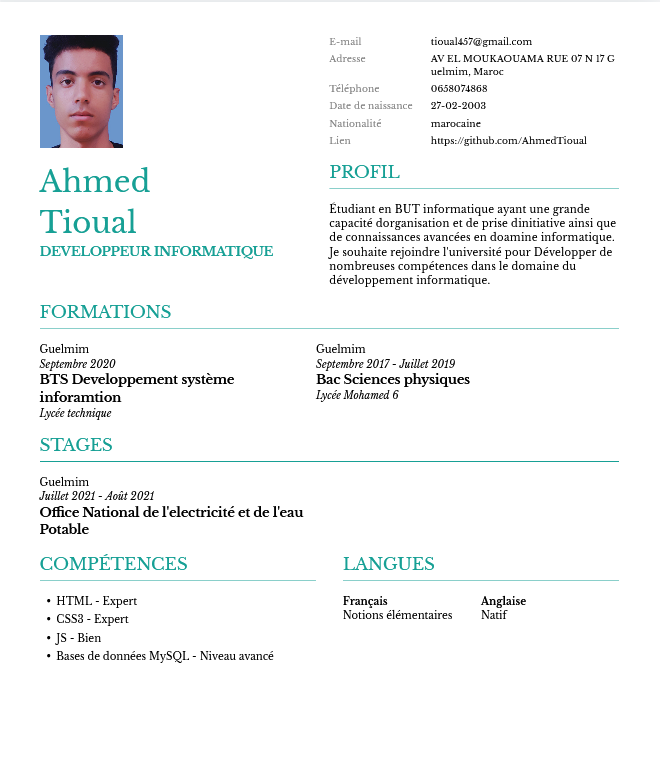 E-mail tioual457@gmail.com
Adresse AV EL MOUKAOUAMA RUE 07 N 17 G
uelmim, Maroc
Téléphone 0658074868
Date de naissance 27-02-2003
Nationalité marocaine
Lien https://github.com/AhmedTioual
Ahmed
Tioual
DEVELOPPEUR INFORMATIQUE
PROFIL
Étudiant en BUT informatique ayant une grande
capacité dorganisation et de prise dinitiative ainsi que
de connaissances avancées en doamine informatique.
Je souhaite rejoindre l'université pour Développer de
nombreuses compétences dans le domaine du
développement informatique.
FORMATIONS
Guelmim
Septembre 2020
BTS Developpement système
inforamtion
Lycée technique
Guelmim
Septembre 2017 - Juillet 2019
Bac Sciences physiques
Lycée Mohamed 6
STAGES
Guelmim
Juillet 2021 - Août 2021
Office National de l'electricité et de l'eau
Potable
COMPÉTENCES
• HTML - Expert
• CSS3 - Expert
• JS - Bien
• Bases de données MySQL - Niveau avancé
LANGUES
Français
Notions élémentaires
Anglaise
Natif